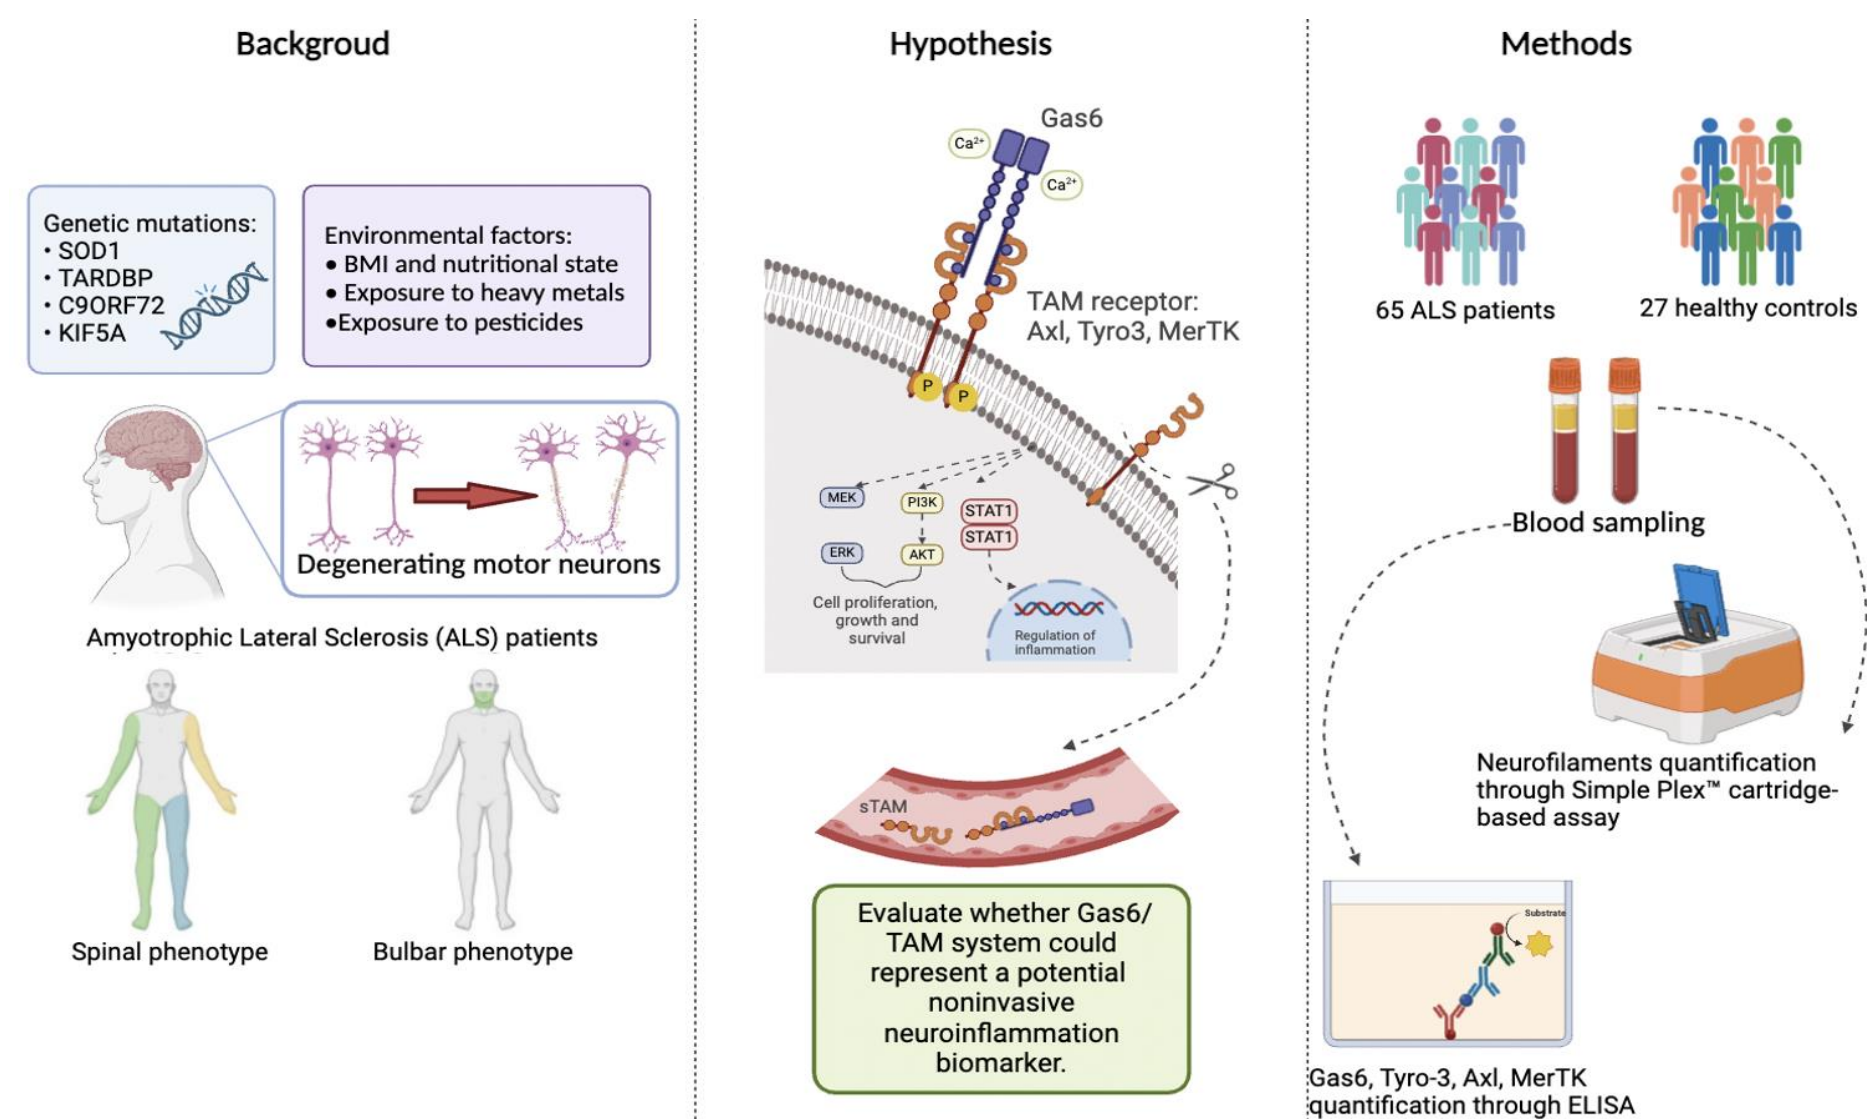 Backgroud
Genetic mutations:
• SOD1
• TARDBP
• C9ORF72
• KIF5A
Environmental factors:
• BMI and nutritional state
• Exposure to heavy metals
•Exposure to pesticides
Degenerating motor neurons
Amyotrophic Lateral Sclerosis (ALS) patients
Spinal phenotype
Bulbar phenotype
Hypothesis
Gas6
Ca²⁺
Ca²⁺
TAM receptor:
Axl, Tyro3, MerTK
P
P
MEK
PI3K
STAT1
STAT1
ERK
AKT
Cell proliferation,
growth and
survival
Regulation of
inflammation
sTAM
Evaluate whether Gas6/
TAM system could
represent a potential
noninvasive
neuroinflammation
biomarker.
Methods
65 ALS patients
27 healthy controls
Blood sampling
Neurofilaments quantification
through Simple Plex™ cartridge-
based assay
Substrate
Gas6, Tyro-3, Axl, MerTK
quantification through ELISA